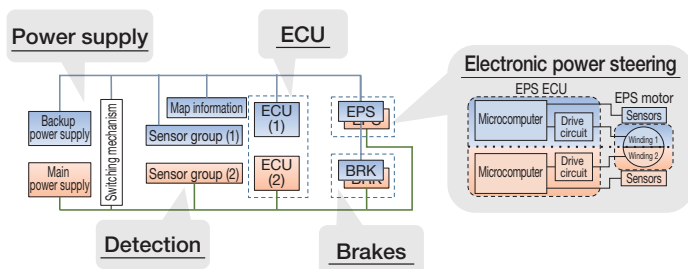 Power supply
ECU
Electronic power steering
Backup
power supply
Main
power supply
Switching mechanism
Map information
Sensor group (1)
Sensor group (2)
ECU
(1)
ECU
(2)
EPS
EPS
BRK
BRK
Detection
Brakes
EPS ECU
EPS motor
Microcomputer
Drive
circuit
Sensors
Winding 1
Winding 2
Microcomputer
Drive
circuit
Sensors